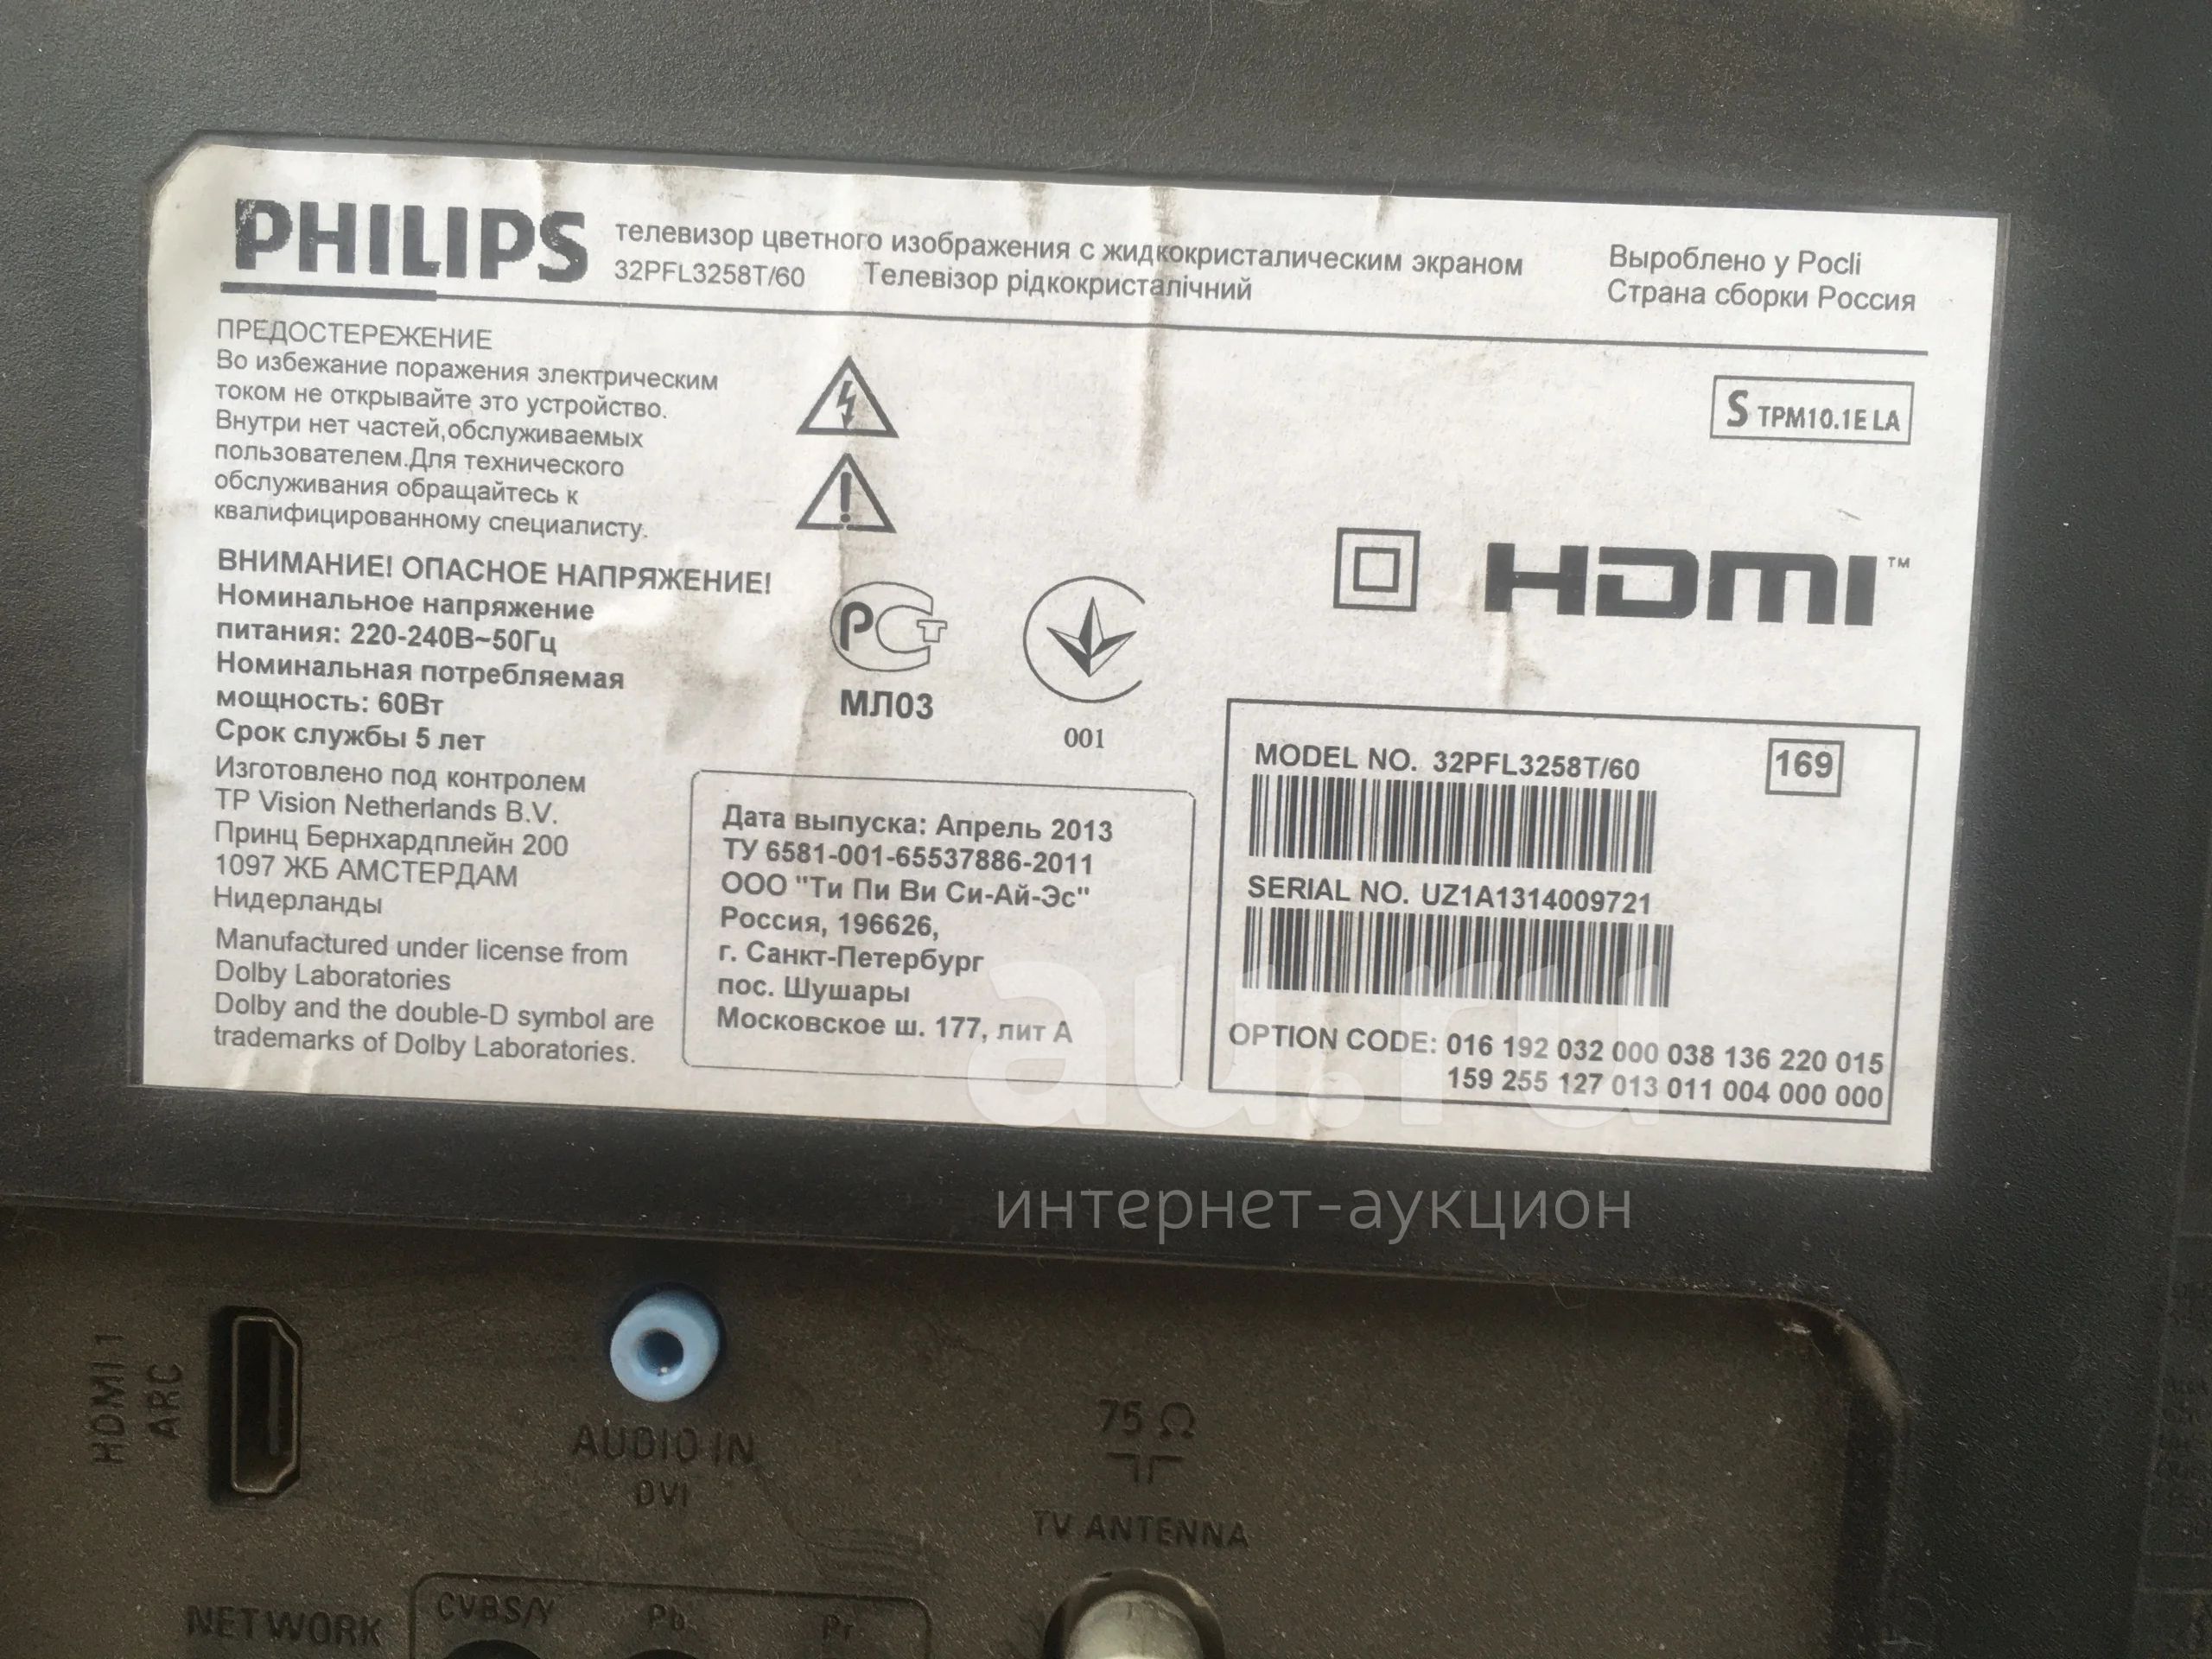 PHILIPS
телевизор цветного изображения с жидкокристалическим экраном
32PFL3258T/60 Телевізор рідкокристалічний
Вироблено у Росіі
Страна сборки Россия
ПРЕДОСТЕРЕЖЕНИЕ
Во избежание поражения электрическим
током не открывайте это устройство.
Внутри нет частей,обслуживаемых
пользователем.Для технического
обслуживания обращайтесь к
квалифицированному специалисту.
ВНИМАНИЕ! ОПАСНОЕ НАПРЯЖЕНИЕ!
Номинальное напряжение
питания: 220-240В~50Гц
Номинальная потребляемая
мощность: 60Вт
Срок службы 5 лет
Изготовлено под контролем
TP Vision Netherlands B.V.
Принц Бернхардплейн 200
1097 ЖБ АМСТЕРДАМ
Нидерланды
Manufactured under license from
Dolby Laboratories
Dolby and the double-D symbol are
trademarks of Dolby Laboratories.
РСТ
МЛ03
001
S TPM10.1E LA
HDMI™
Дата выпуска: Апрель 2013
ТУ 6581-001-65537886-2011
ООО "Ти Пи Ви Си-Ай-Эс"
Россия, 196626,
г. Санкт-Петербург
пос. Шушары
Московское ш. 177, лит А
MODEL NO. 32PFL3258T/60
169
SERIAL NO. UZ1A1314009721
OPTION CODE: 016 192 032 000 038 136 220 015
159 255 127 013 011 004 000 000
au.ru
интернет-аукцион
HDMI 1
ARC
AUDIO IN
DVI
75 Ω
TV ANTENNA
NETWORK
CVBS/Y Pb Pr